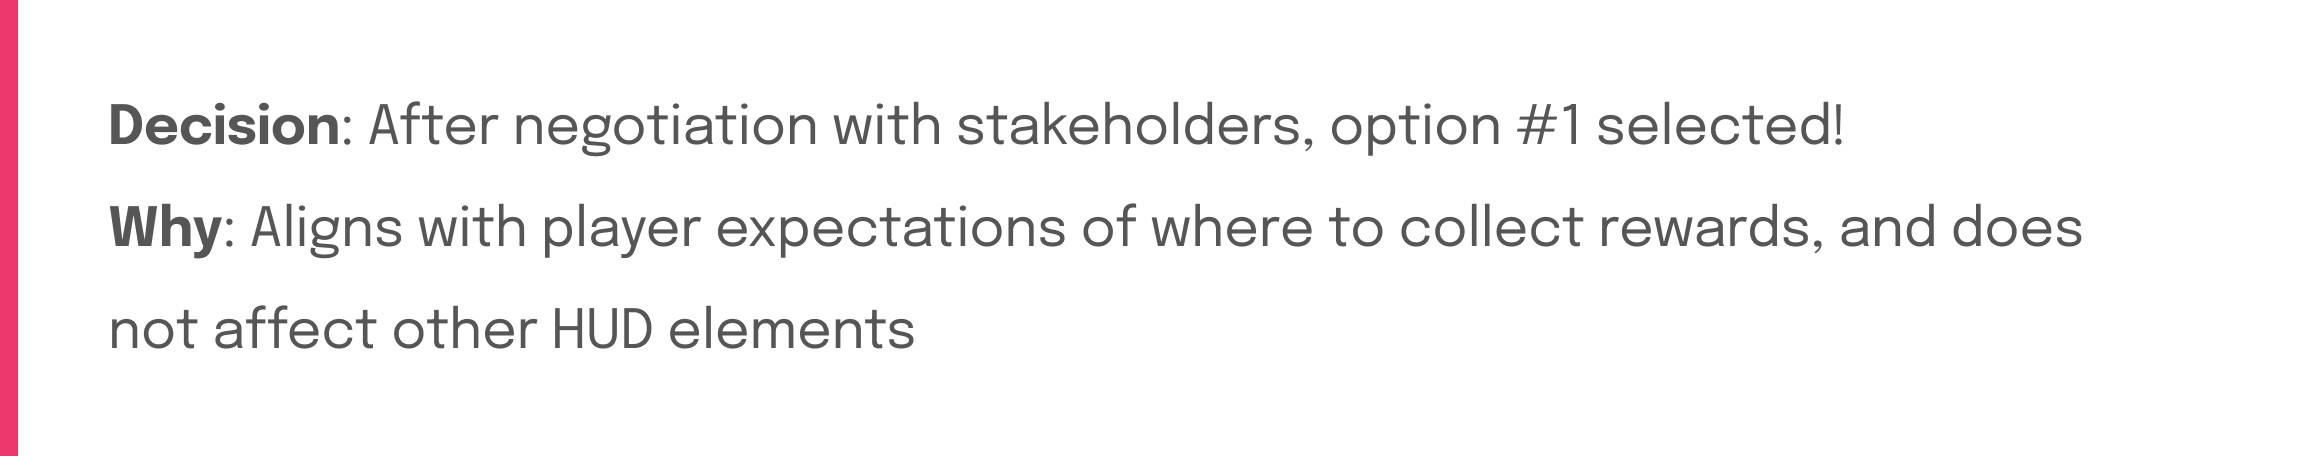 Decision: After negotiation with stakeholders, option #1 selected!
Why: Aligns with player expectations of where to collect rewards, and does
not affect other HUD elements